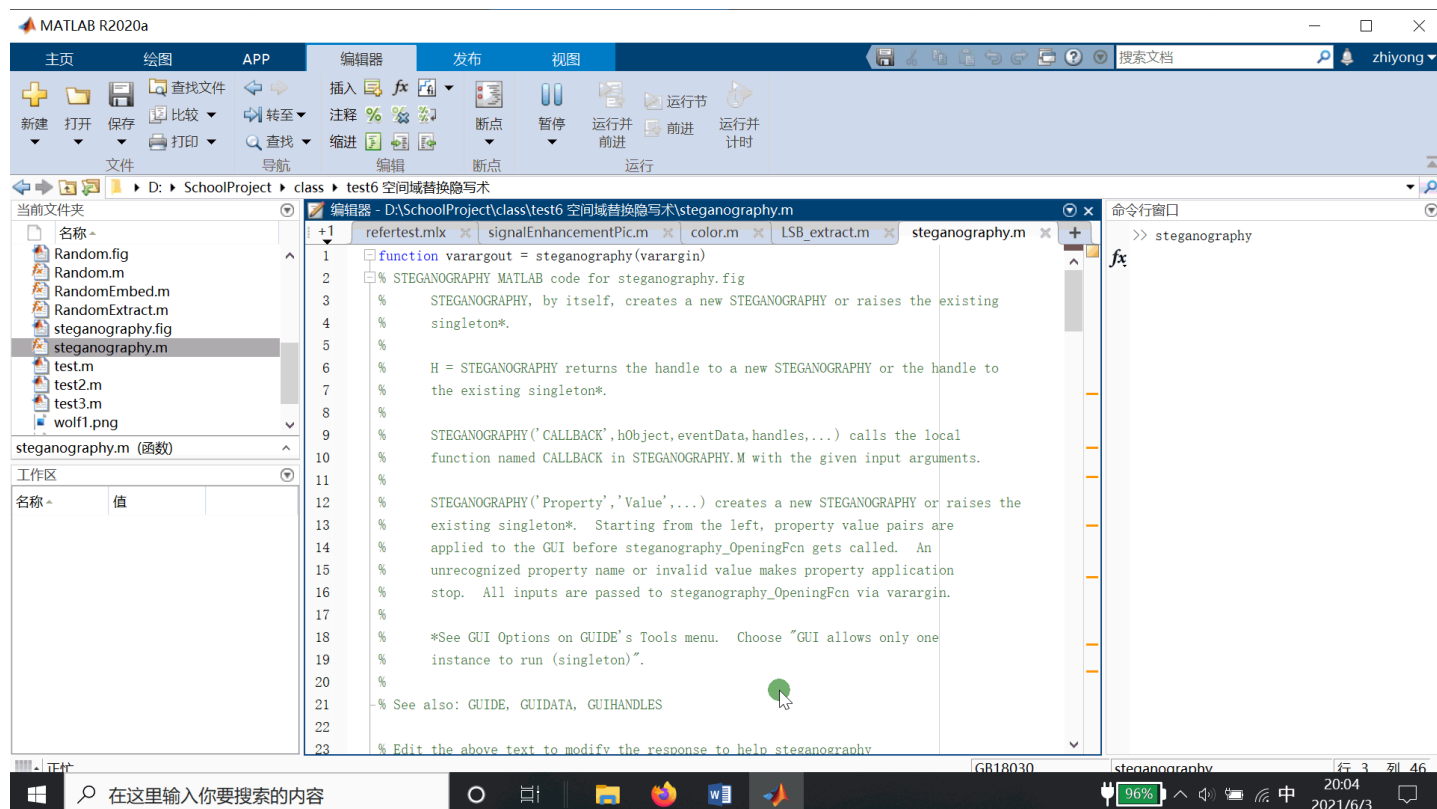 MATLAB R2020a
主页 绘图 APP 编辑器 发布 视图 搜索文档 zhiyong
新建 打开 保存 查找文件 比较 打印 转至 查找 插入 fx 注释 缩进 断点 暂停 运行并前进 运行节 前进 运行并计时
文件 导航 编辑 断点 运行
D: SchoolProject class test6 空间域替换隐写术
当前文件夹
名称
Random.fig
Random.m
RandomEmbed.m
RandomExtract.m
steganography.fig
steganography.m
test.m
test2.m
test3.m
wolf1.png
steganography.m (函数)
工作区
名称 值
编辑器 - D:\SchoolProject\class\test6 空间域替换隐写术\steganography.m
+1 refertest.mlx signalEnhancementPic.m color.m LSB_extract.m steganography.m +
1 function varargout = steganography(varargin)
2 % STEGANOGRAPHY MATLAB code for steganography.fig
3 % STEGANOGRAPHY, by itself, creates a new STEGANOGRAPHY or raises the existing
4 % singleton*.
5 %
6 % H = STEGANOGRAPHY returns the handle to a new STEGANOGRAPHY or the handle to
7 % the existing singleton*.
8 %
9 % STEGANOGRAPHY('CALLBACK',hObject,eventData,handles,...) calls the local
10 % function named CALLBACK in STEGANOGRAPHY.M with the given input arguments.
11 %
12 % STEGANOGRAPHY('Property','Value',...) creates a new STEGANOGRAPHY or raises the
13 % existing singleton*. Starting from the left, property value pairs are
14 % applied to the GUI before steganography_OpeningFcn gets called. An
15 % unrecognized property name or invalid value makes property application
16 % stop. All inputs are passed to steganography_OpeningFcn via varargin.
17 %
18 % *See GUI Options on GUIDE's Tools menu. Choose "GUI allows only one
19 % instance to run (singleton)".
20 %
21 % See also: GUIDE, GUIDATA, GUIHANDLES
22
23 % Edit the above text to modify the response to help steganography
命令行窗口
>> steganography
fx
正忙 GB18030 steganography 行 3 列 46
在这里输入你要搜索的内容 96% 中 20:04
2021/6/3